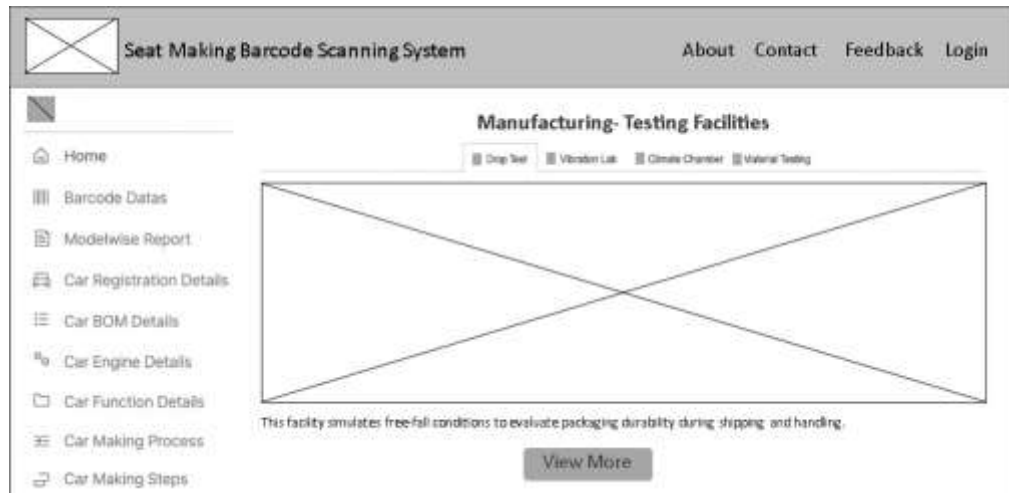 Seat Making Barcode Scanning System
About Contact Feedback Login
Manufacturing- Testing Facilities
Drop Test Vibration Lab Climate Chamber Material Testing
Home
Barcode Datas
Modelwise Report
Car Registration Details
Car BOM Details
Car Engine Details
Car Function Details
Car Making Process
Car Making Steps
This facility simulates free-fall conditions to evaluate packaging durability during shipping and handling.
View More